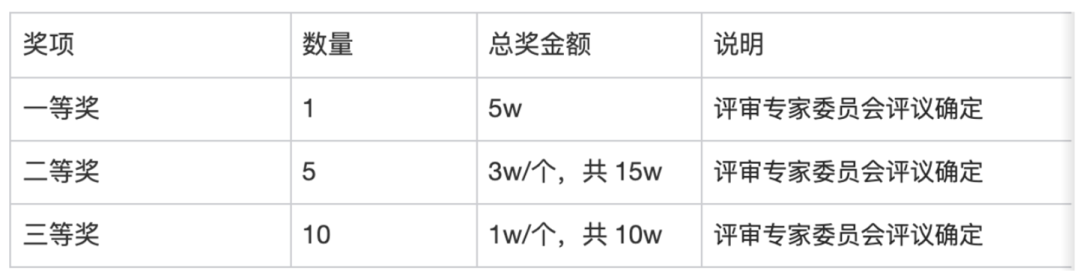 奖项 数量 总奖金额 说明
一等奖 1 5w 评审专家委员会评议确定
二等奖 5 3w/个，共 15w 评审专家委员会评议确定
三等奖 10 1w/个，共 10w 评审专家委员会评议确定